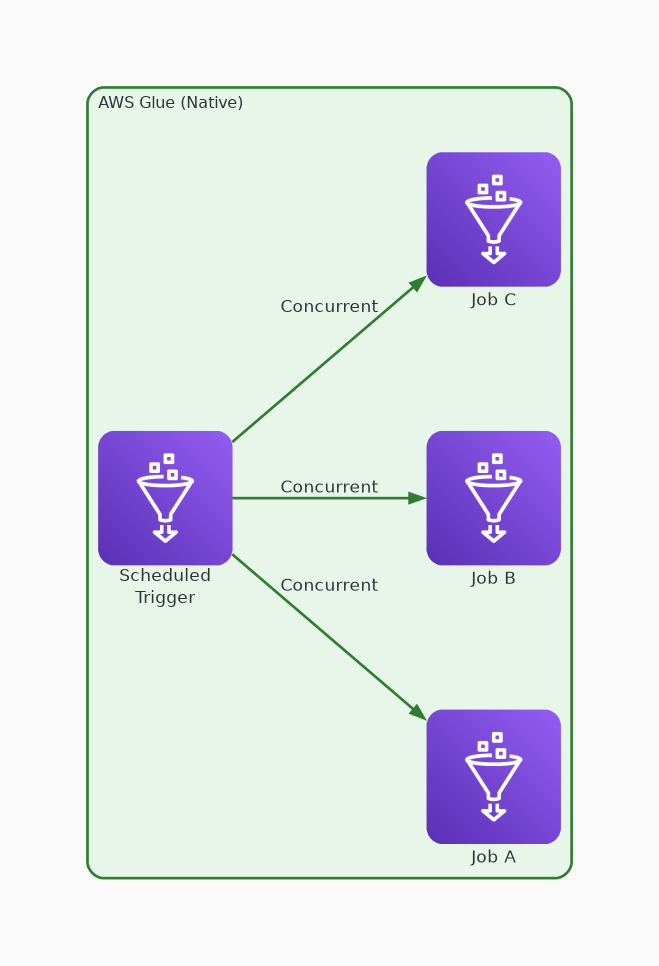 AWS Glue (Native)
Job C
Concurrent
Concurrent
Scheduled
Trigger
Job B
Concurrent
Job A